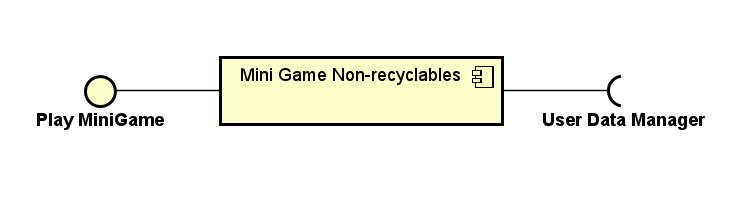 Mini Game Non-recyclables
Play MiniGame
User Data Manager